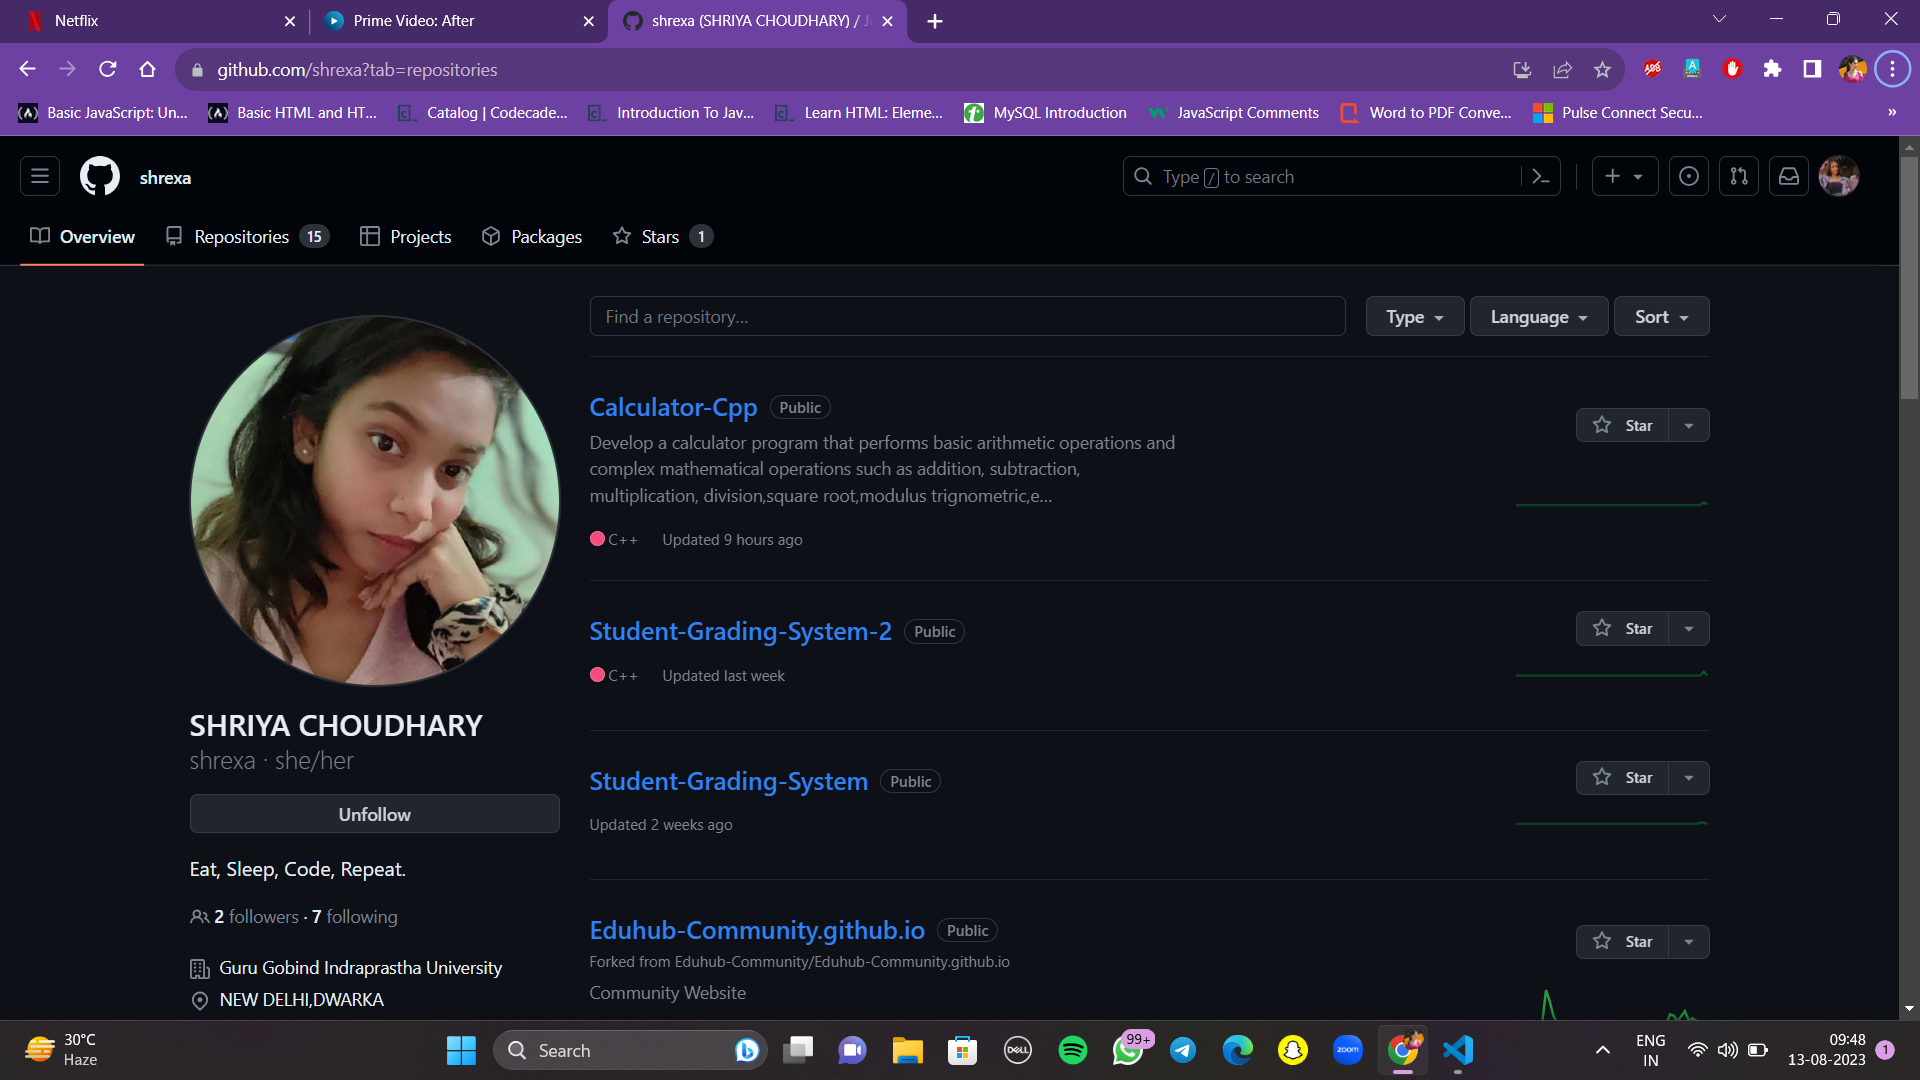 Netflix
Prime Video: After
shrexa (SHRIYA CHOUDHARY) /
github.com/shrexa?tab=repositories
Basic JavaScript: Un...
Basic HTML and HT...
Catalog | Codecade...
Introduction To Jav...
Learn HTML: Eleme...
MySQL Introduction
JavaScript Comments
Word to PDF Conve...
Pulse Connect Secu...
»
shrexa
Type / to search
Overview
Repositories 15
Projects
Packages
Stars 1
Find a repository...
Type
Language
Sort
Calculator-Cpp Public
Star
Develop a calculator program that performs basic arithmetic operations and
complex mathematical operations such as addition, subtraction,
multiplication, division,square root,modulus trignometric,e...
C++ Updated 9 hours ago
Student-Grading-System-2 Public
Star
C++ Updated last week
Student-Grading-System Public
Star
Updated 2 weeks ago
Eduhub-Community.github.io Public
Star
Forked from Eduhub-Community/Eduhub-Community.github.io
Community Website
SHRIYA CHOUDHARY
shrexa · she/her
Unfollow
Eat, Sleep, Code, Repeat.
2 followers · 7 following
Guru Gobind Indraprastha University
NEW DELHI,DWARKA
30°C
Haze
Search
DELL
99+
zoom
ENG
IN
09:48
13-08-2023
1